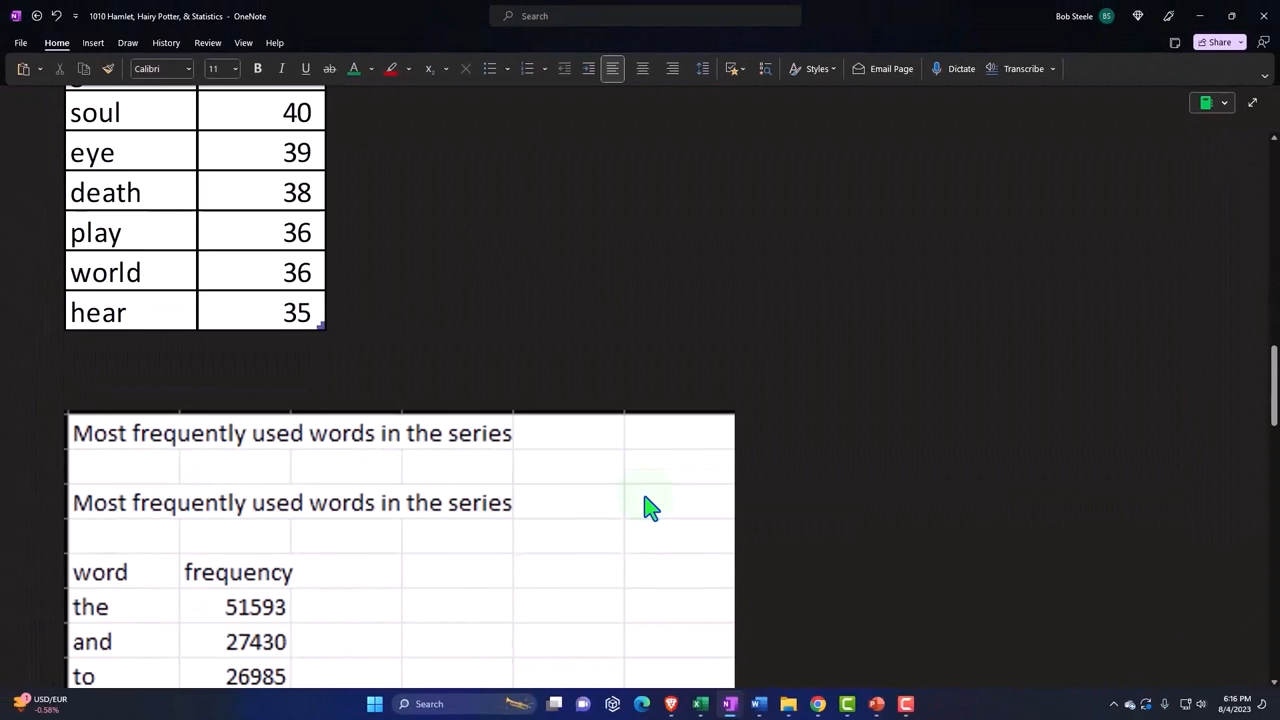 1010 Hamlet, Hairy Potter, & Statistics - OneNote
Search
Bob Steele
BS
File
Home
Insert
Draw
History
Review
View
Help
Share
Calibri
11
Styles
Email Page
Dictate
Transcribe
soul 40
eye 39
death 38
play 36
world 36
hear 35
Most frequently used words in the series
Most frequently used words in the series
word frequency
the 51593
and 27430
to 26985
1
USD/EUR
-0.58%
Search
6:16 PM
8/4/2023